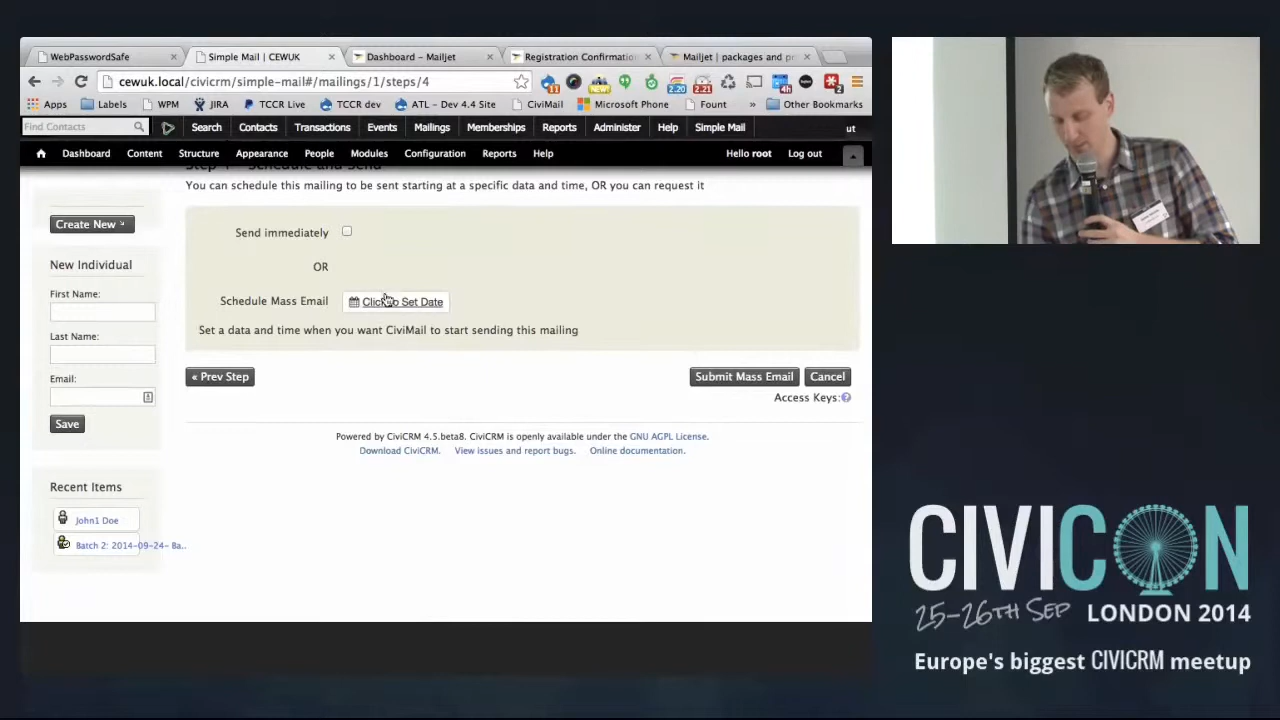 WebPasswordSafe
Simple Mail | CEWUK
Dashboard – Mailjet
Registration Confirmation
Mailjet | packages and pr
cewuk.local/civicrm/simple-mail#/mailings/1/steps/4
Apps
Labels
WPM
JIRA
TCCR Live
TCCR dev
ATL - Dev 4.4 Site
CiviMail
Microsoft Phone
Fount
»
Other Bookmarks
Find Contacts
Search
Contacts
Transactions
Events
Mailings
Memberships
Reports
Administer
Help
Simple Mail
ut
Dashboard
Content
Structure
Appearance
People
Modules
Configuration
Reports
Help
Hello root
Log out
You can schedule this mailing to be sent starting at a specific data and time, OR you can request it
Create New
Send immediately
OR
Schedule Mass Email
Click to Set Date
Set a data and time when you want CiviMail to start sending this mailing
« Prev Step
Submit Mass Email
Cancel
Access Keys:
New Individual
First Name:
Last Name:
Email:
Save
Powered by CiviCRM 4.5.beta8. CiviCRM is openly available under the GNU AGPL License.
Download CiviCRM. View issues and report bugs. Online documentation.
Recent Items
John1 Doe
Batch 2: 2014-09-24- Ba..
CIVICON
25-26TH SEP LONDON 2014
Europe's biggest CIVICRM meetup